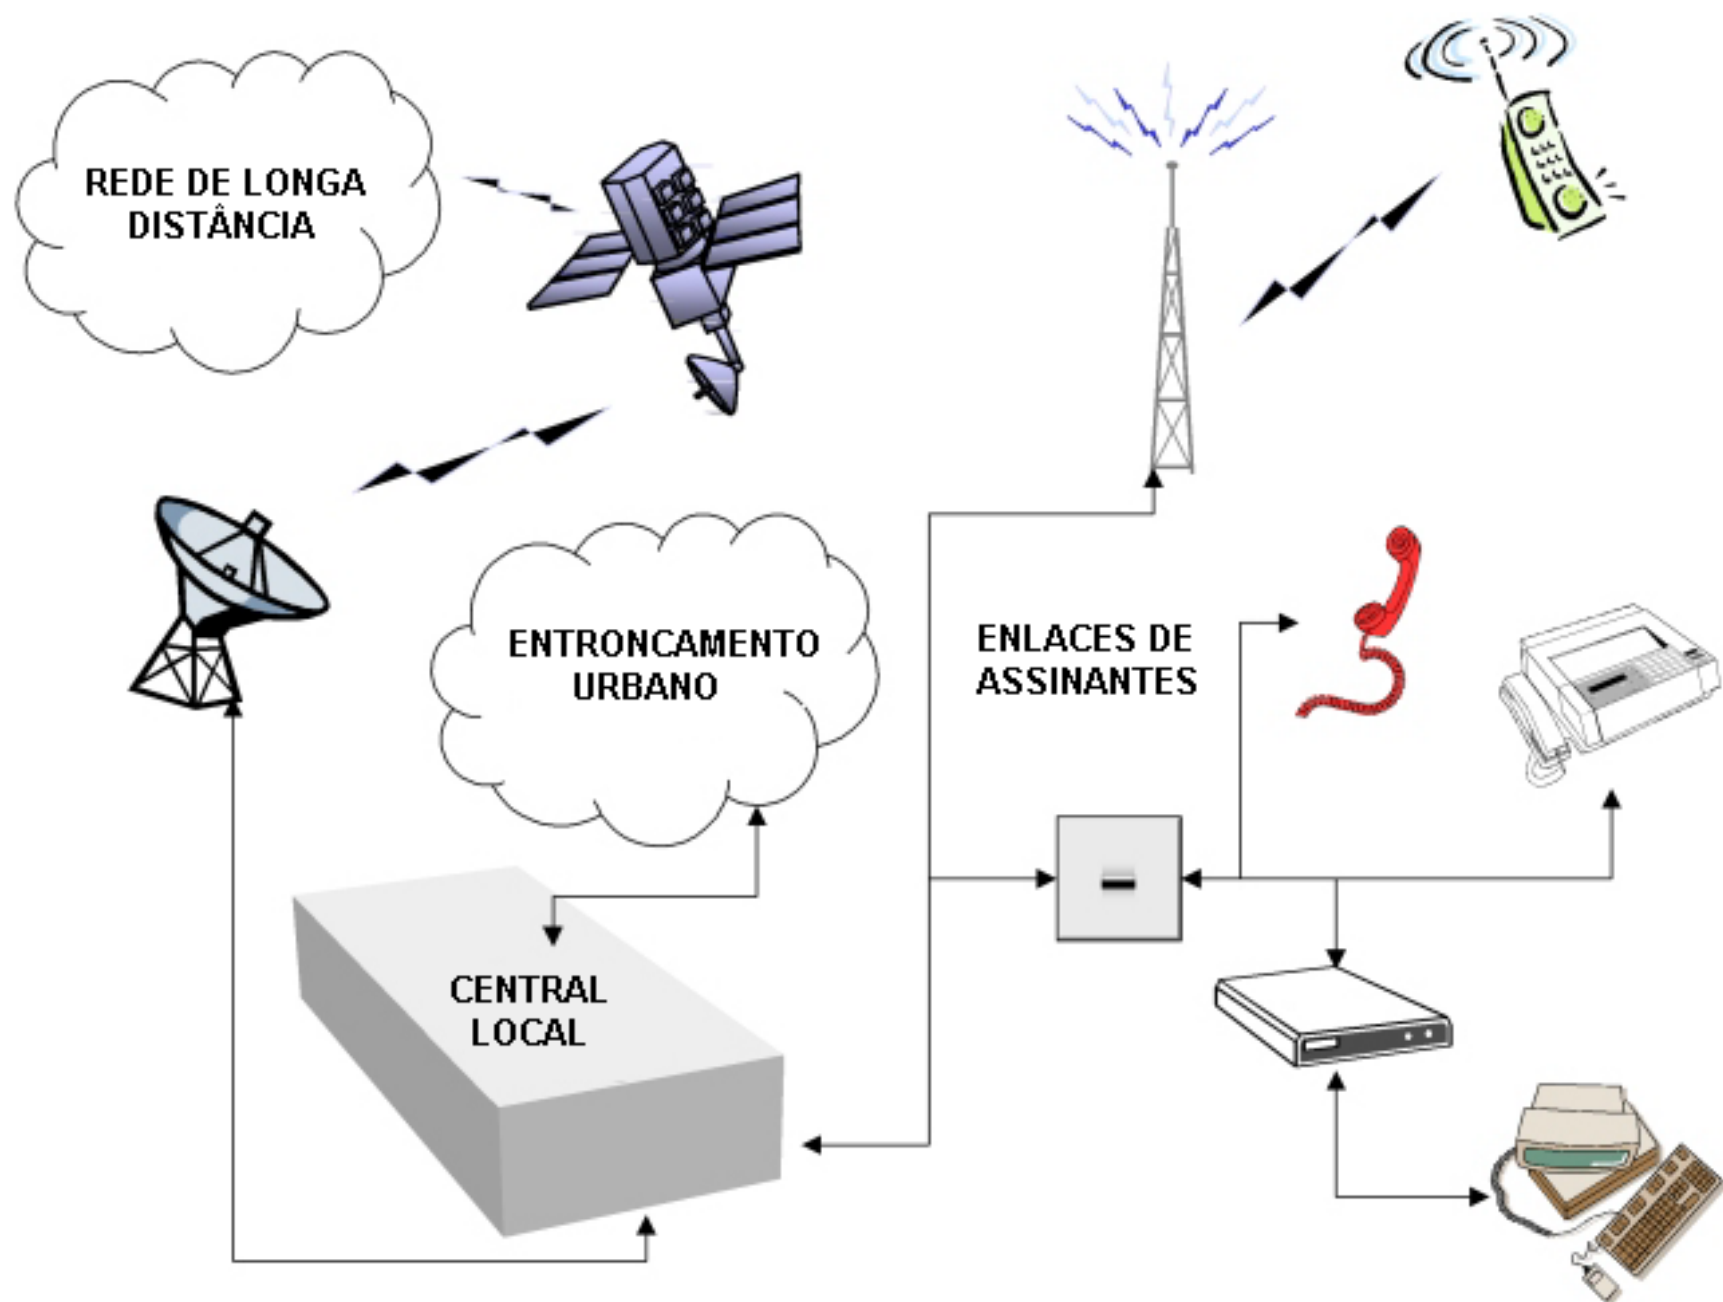 REDE DE LONGA
DISTÂNCIA
ENTRONCAMENTO
URBANO
ENLACES DE
ASSINANTES
CENTRAL
LOCAL